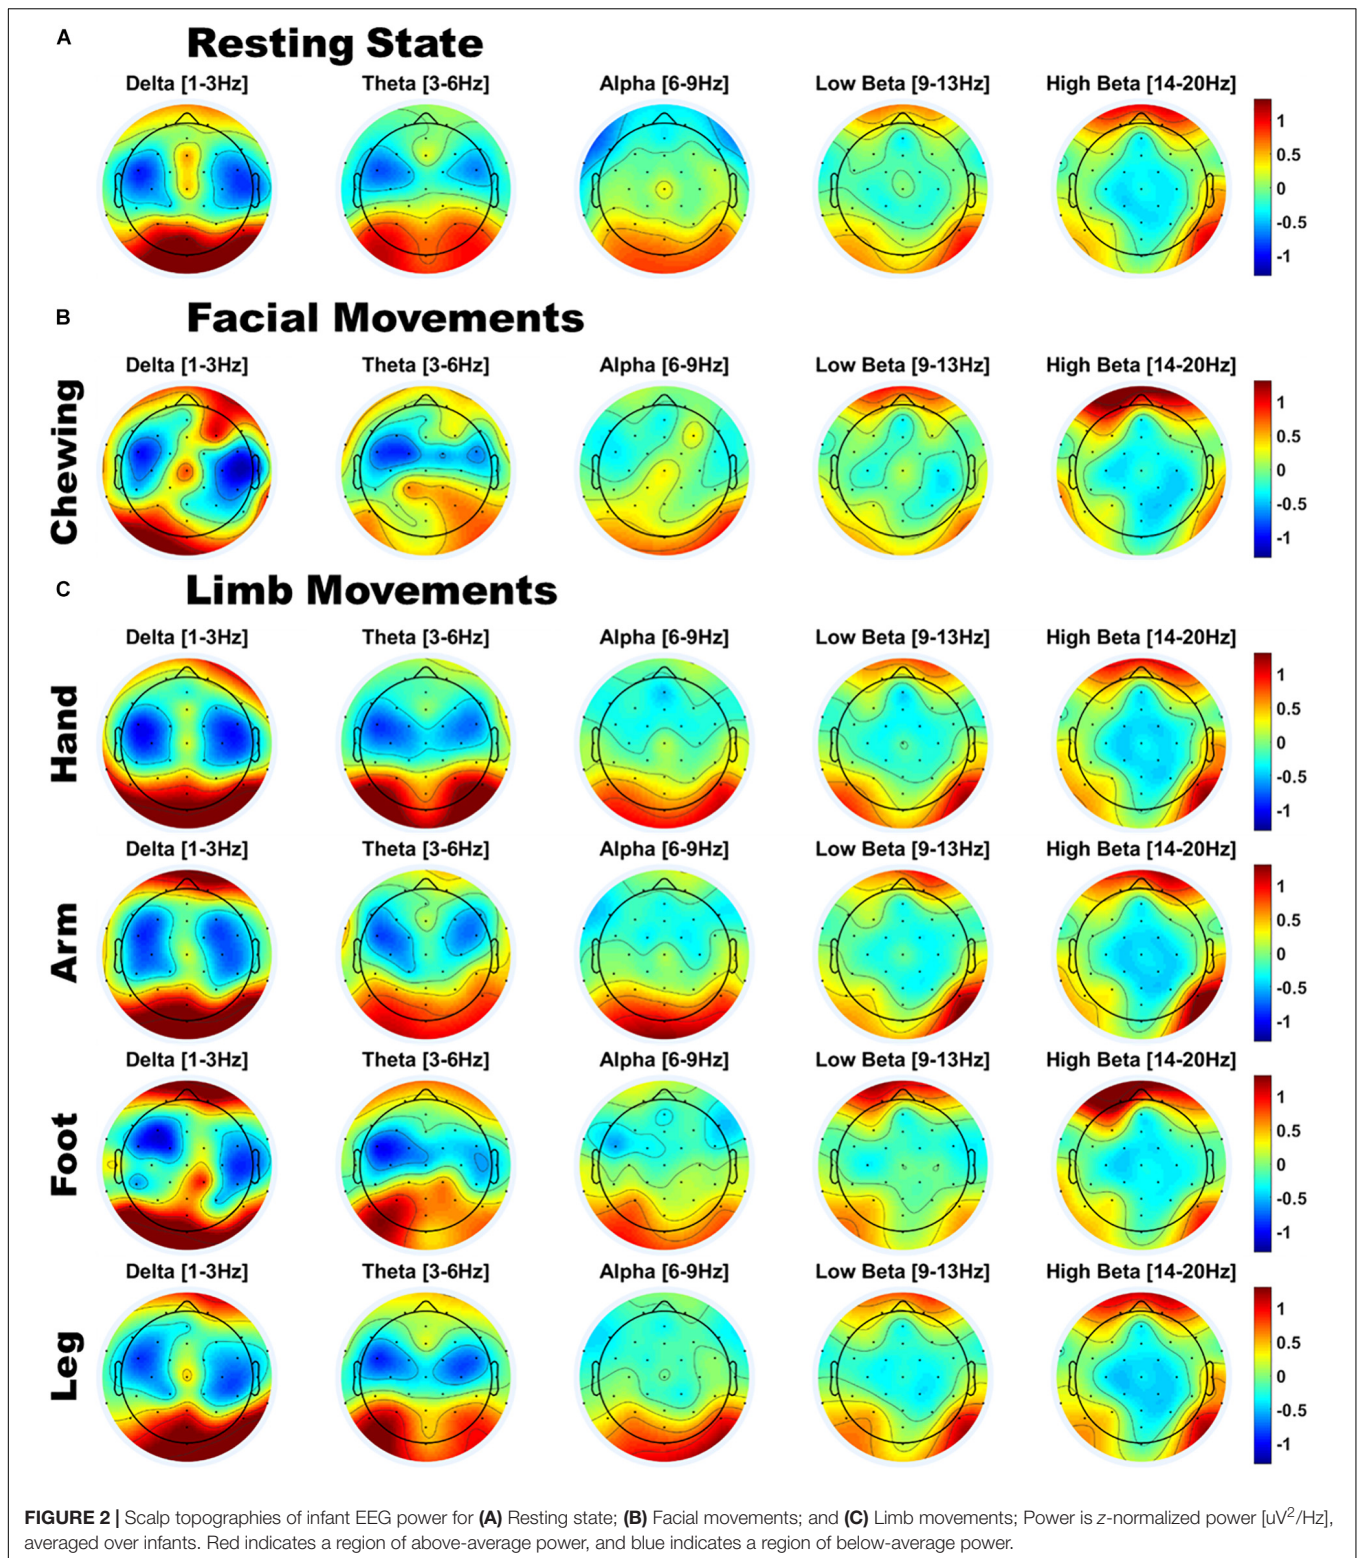 A
Resting State
Delta [1-3Hz] Theta [3-6Hz] Alpha [6-9Hz] Low Beta [9-13Hz] High Beta [14-20Hz]
1
0.5
0
-0.5
-1
B
Facial Movements
Chewing
Delta [1-3Hz] Theta [3-6Hz] Alpha [6-9Hz] Low Beta [9-13Hz] High Beta [14-20Hz]
1
0.5
0
-0.5
-1
C
Limb Movements
Hand
Delta [1-3Hz] Theta [3-6Hz] Alpha [6-9Hz] Low Beta [9-13Hz] High Beta [14-20Hz]
1
0.5
0
-0.5
-1
Arm
Delta [1-3Hz] Theta [3-6Hz] Alpha [6-9Hz] Low Beta [9-13Hz] High Beta [14-20Hz]
1
0.5
0
-0.5
-1
Foot
Delta [1-3Hz] Theta [3-6Hz] Alpha [6-9Hz] Low Beta [9-13Hz] High Beta [14-20Hz]
1
0.5
0
-0.5
-1
Leg
Delta [1-3Hz] Theta [3-6Hz] Alpha [6-9Hz] Low Beta [9-13Hz] High Beta [14-20Hz]
1
0.5
0
-0.5
-1
FIGURE 2 | Scalp topographies of infant EEG power for (A) Resting state; (B) Facial movements; and (C) Limb movements; Power is z-normalized power [uV²/Hz],
averaged over infants. Red indicates a region of above-average power, and blue indicates a region of below-average power.